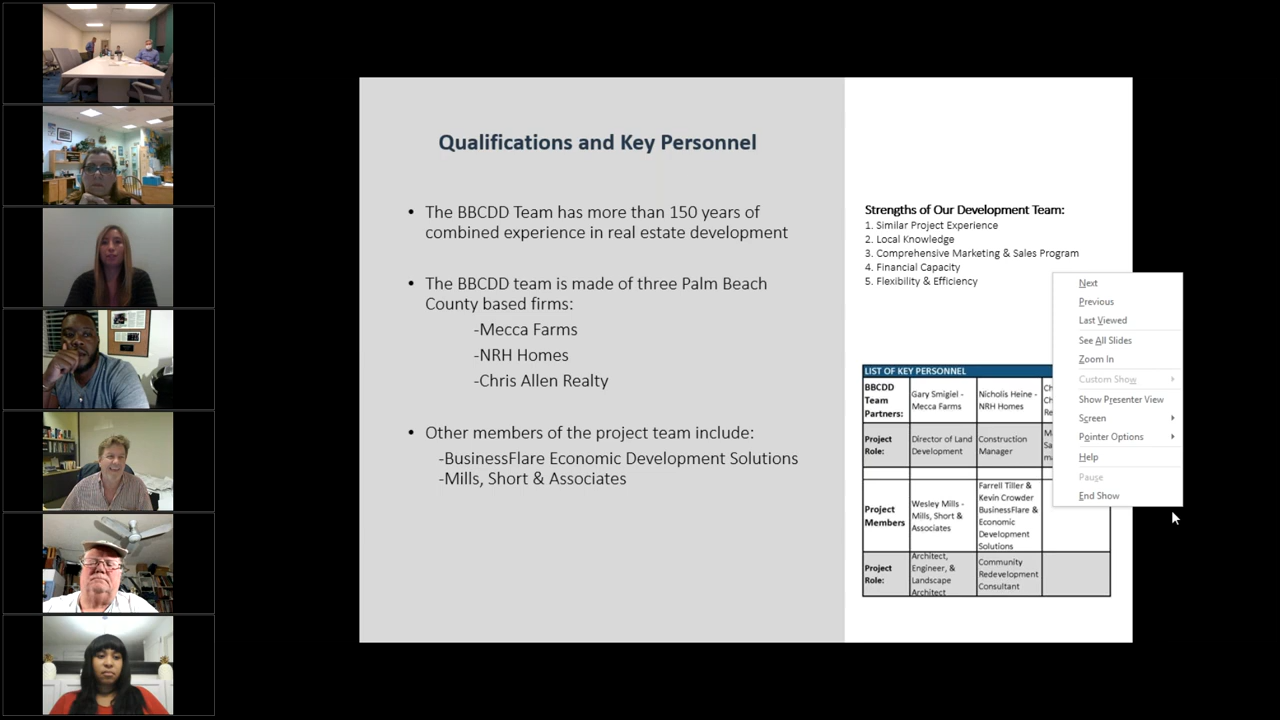 Qualifications and Key Personnel
• The BBCDD Team has more than 150 years of
combined experience in real estate development
• The BBCDD team is made of three Palm Beach
County based firms:
-Mecca Farms
-NRH Homes
-Chris Allen Realty
• Other members of the project team include:
-BusinessFlare Economic Development Solutions
-Mills, Short & Associates
Strengths of Our Development Team:
1. Similar Project Experience
2. Local Knowledge
3. Comprehensive Marketing & Sales Program
4. Financial Capacity
5. Flexibility & Efficiency
LIST OF KEY PERSONNEL
BBCDD
Team
Partners:
Gary Smigiel -
Mecca Farms
Nicholis Heine -
NRH Homes
Project
Role:
Director of Land
Development
Construction
Manager
Project
Members
Wesley Mills -
Mills, Short &
Associates
Farrell Tiller &
Kevin Crowder
BusinessFlare &
Economic
Development
Solutions
Project
Role:
Architect,
Engineer, &
Landscape
Architect
Community
Redevelopment
Consultant
Next
Previous
Last Viewed
See All Slides
Zoom In
Custom Show
Show Presenter View
Screen
Pointer Options
Help
Pause
End Show